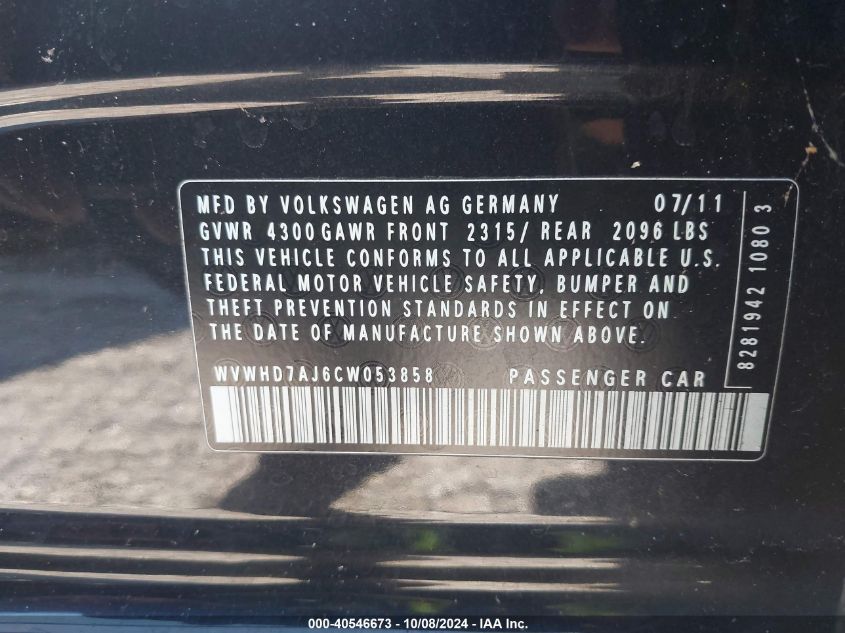 MFD BY VOLKSWAGEN AG GERMANY 07/11
GVWR 4300 GAWR FRONT 2315/ REAR 2096 LBS
THIS VEHICLE CONFORMS TO ALL APPLICABLE U.S.
FEDERAL MOTOR VEHICLE SAFETY, BUMPER AND
THEFT PREVENTION STANDARDS IN EFFECT ON
THE DATE OF MANUFACTURE SHOWN ABOVE.
WVWHD7AJ6CW053858 PASSENGER CAR
8281942 1080 3
000-40546673 - 10/08/2024 - IAA Inc.